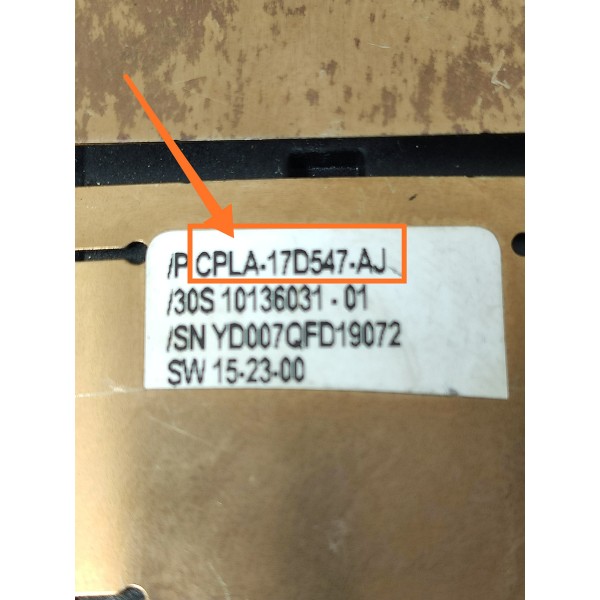 /P CPLA-17D547-AJ
/30S 10136031 - 01
/SN YD007QFD19072
SW 15-23-00